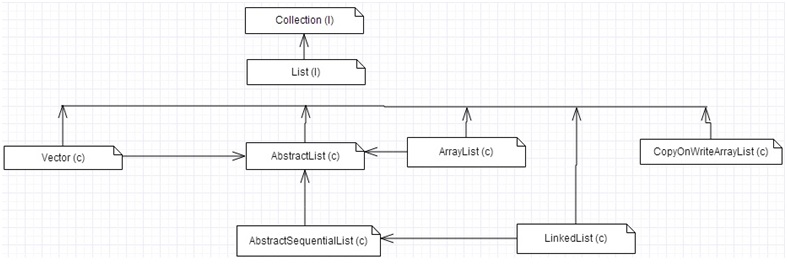 Collection (I)
List (I)
Vector (c)
AbstractList (c)
ArrayList (c)
CopyOnWriteArrayList (c)
AbstractSequentialList (c)
LinkedList (c)